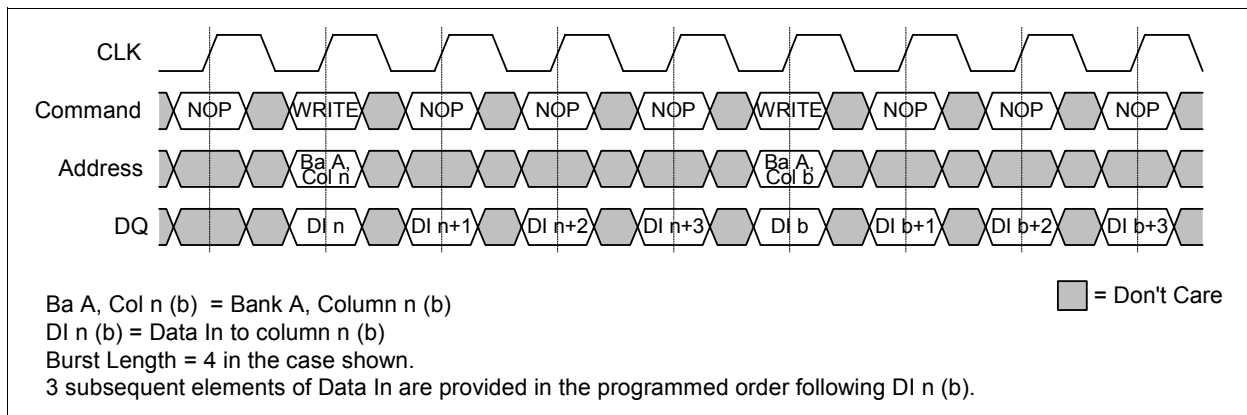 CLK
Command NOP WRITE NOP NOP NOP WRITE NOP NOP NOP
Address Ba A, Col n Ba A, Col b
DQ DI n DI n+1 DI n+2 DI n+3 DI b DI b+1 DI b+2 DI b+3
Ba A, Col n (b) = Bank A, Column n (b)
= Don't Care
DI n (b) = Data In to column n (b)
Burst Length = 4 in the case shown.
3 subsequent elements of Data In are provided in the programmed order following DI n (b).